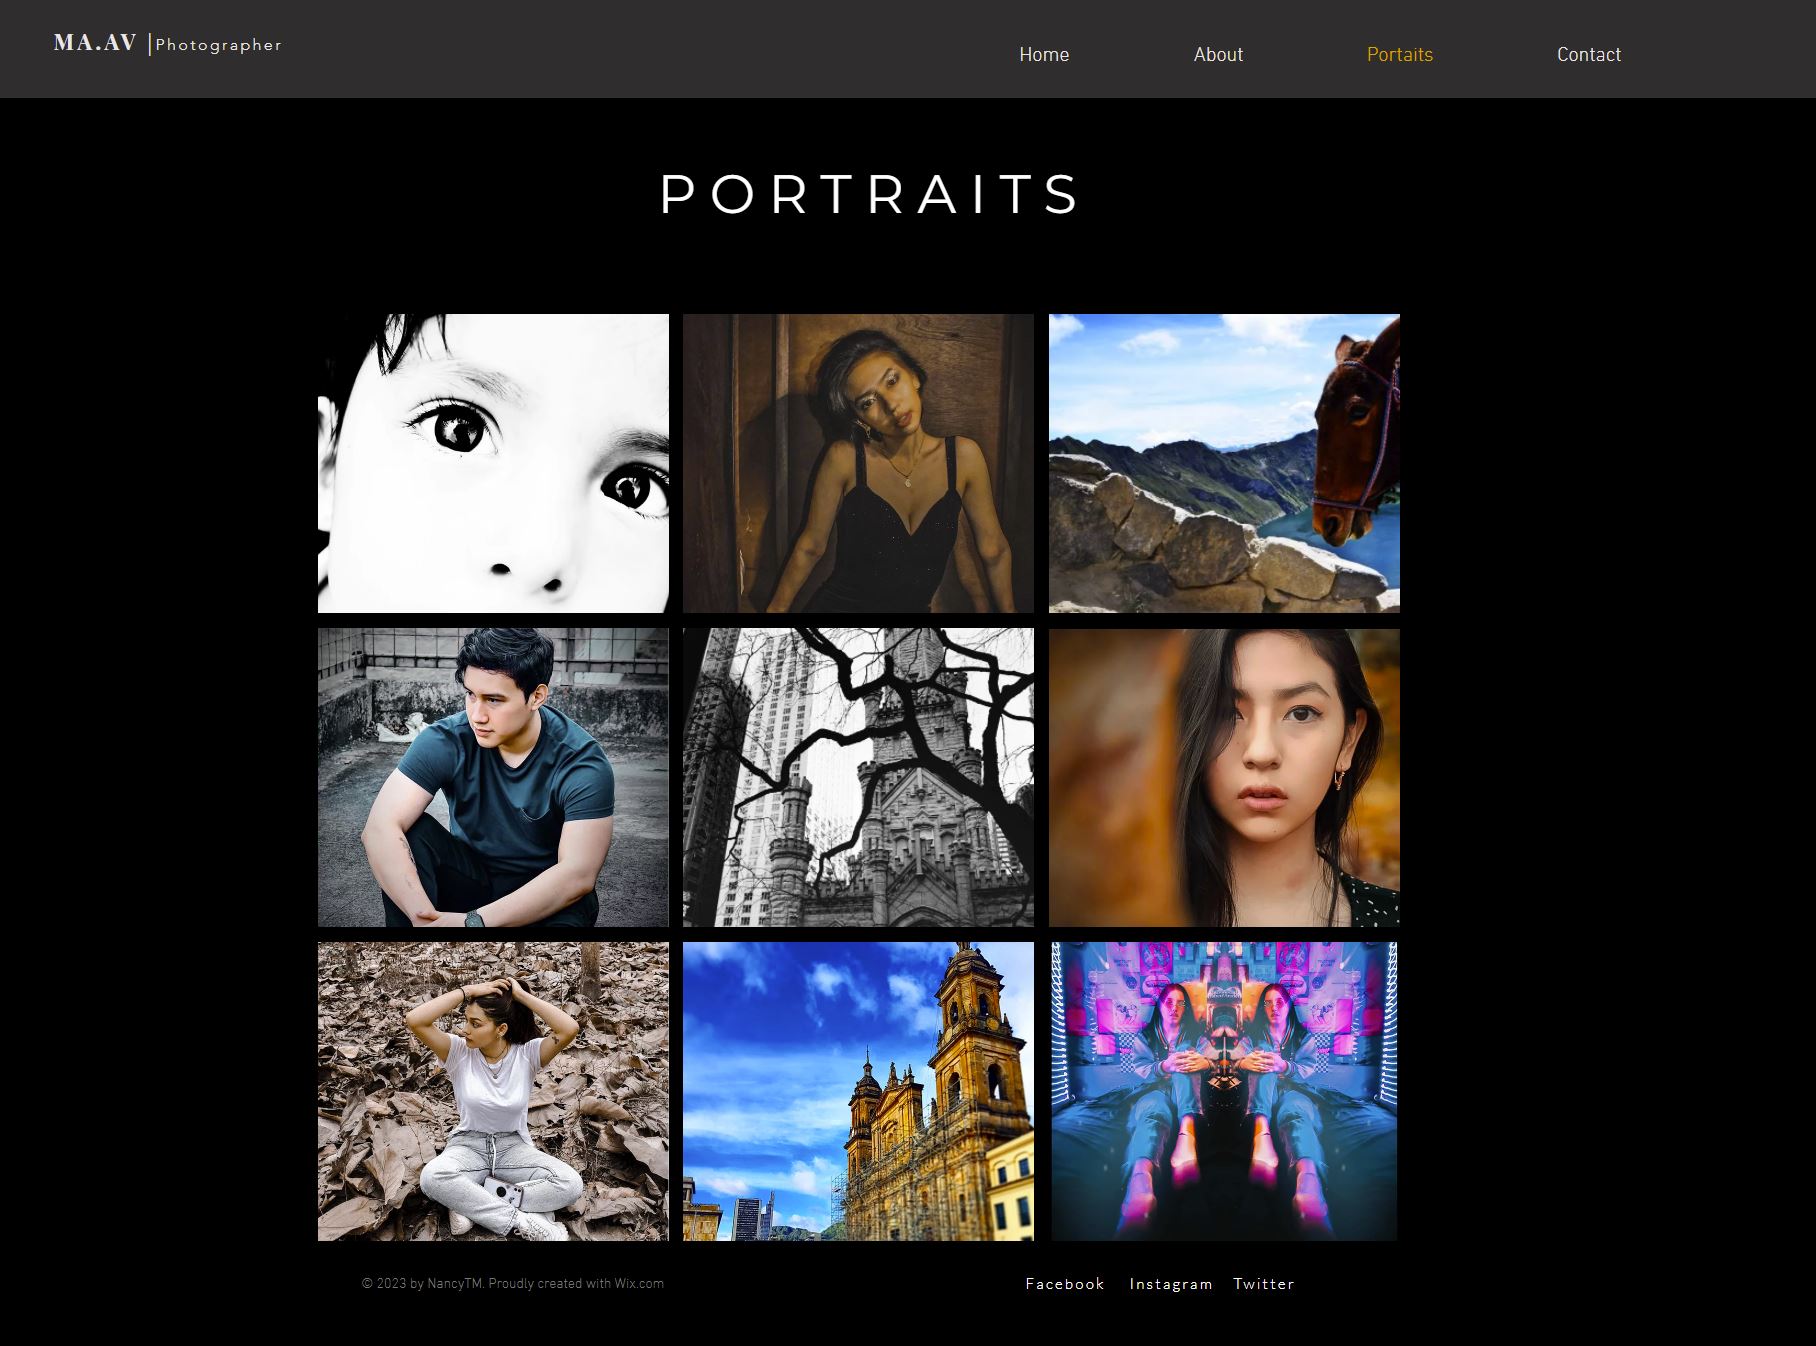 MA.AV |Photographer
Home About Portaits Contact
PORTRAITS
© 2023 by NancyTM. Proudly created with Wix.com
Facebook Instagram Twitter